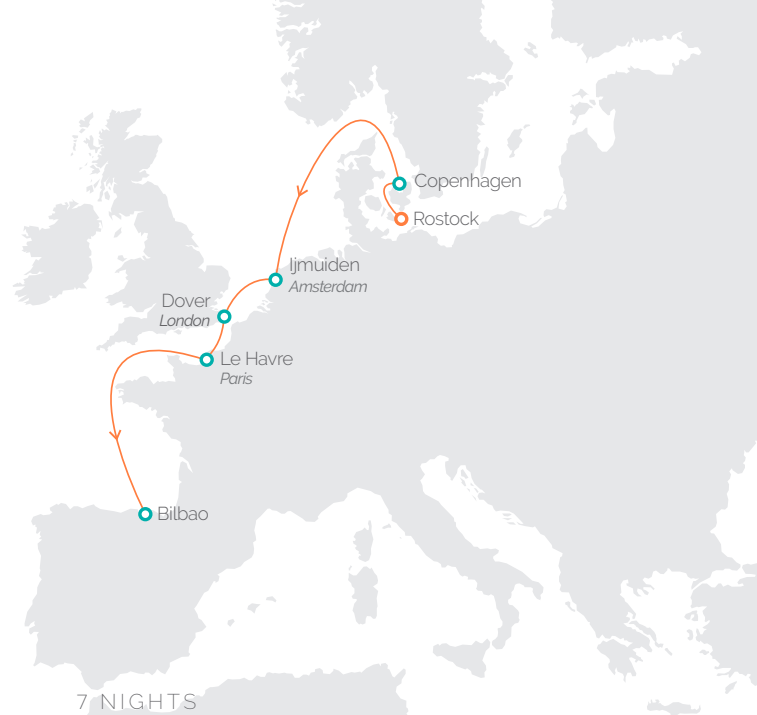 Copenhagen
Rostock
Ijmuiden
Amsterdam
Dover
London
Le Havre
Paris
Bilbao
7 NIGHTS